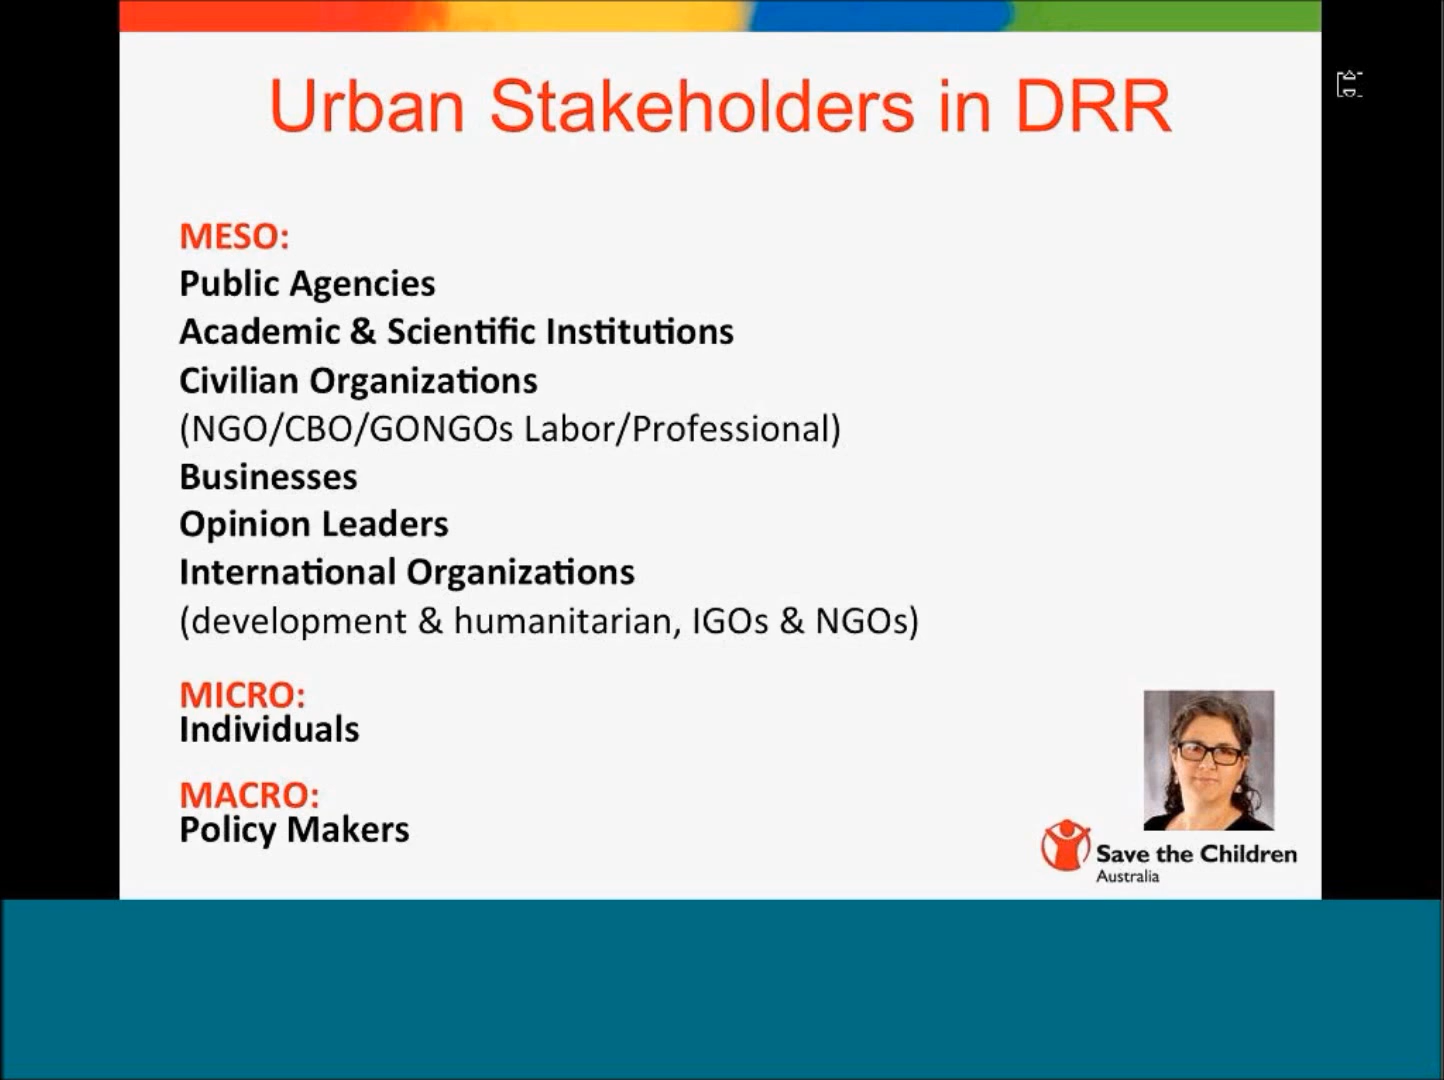 Urban Stakeholders in DRR
MESO:
Public Agencies
Academic & Scientific Institutions
Civilian Organizations
(NGO/CBO/GONGOs Labor/Professional)
Businesses
Opinion Leaders
International Organizations
(development & humanitarian, IGOs & NGOs)
MICRO:
Individuals
MACRO:
Policy Makers
Save the Children
Australia